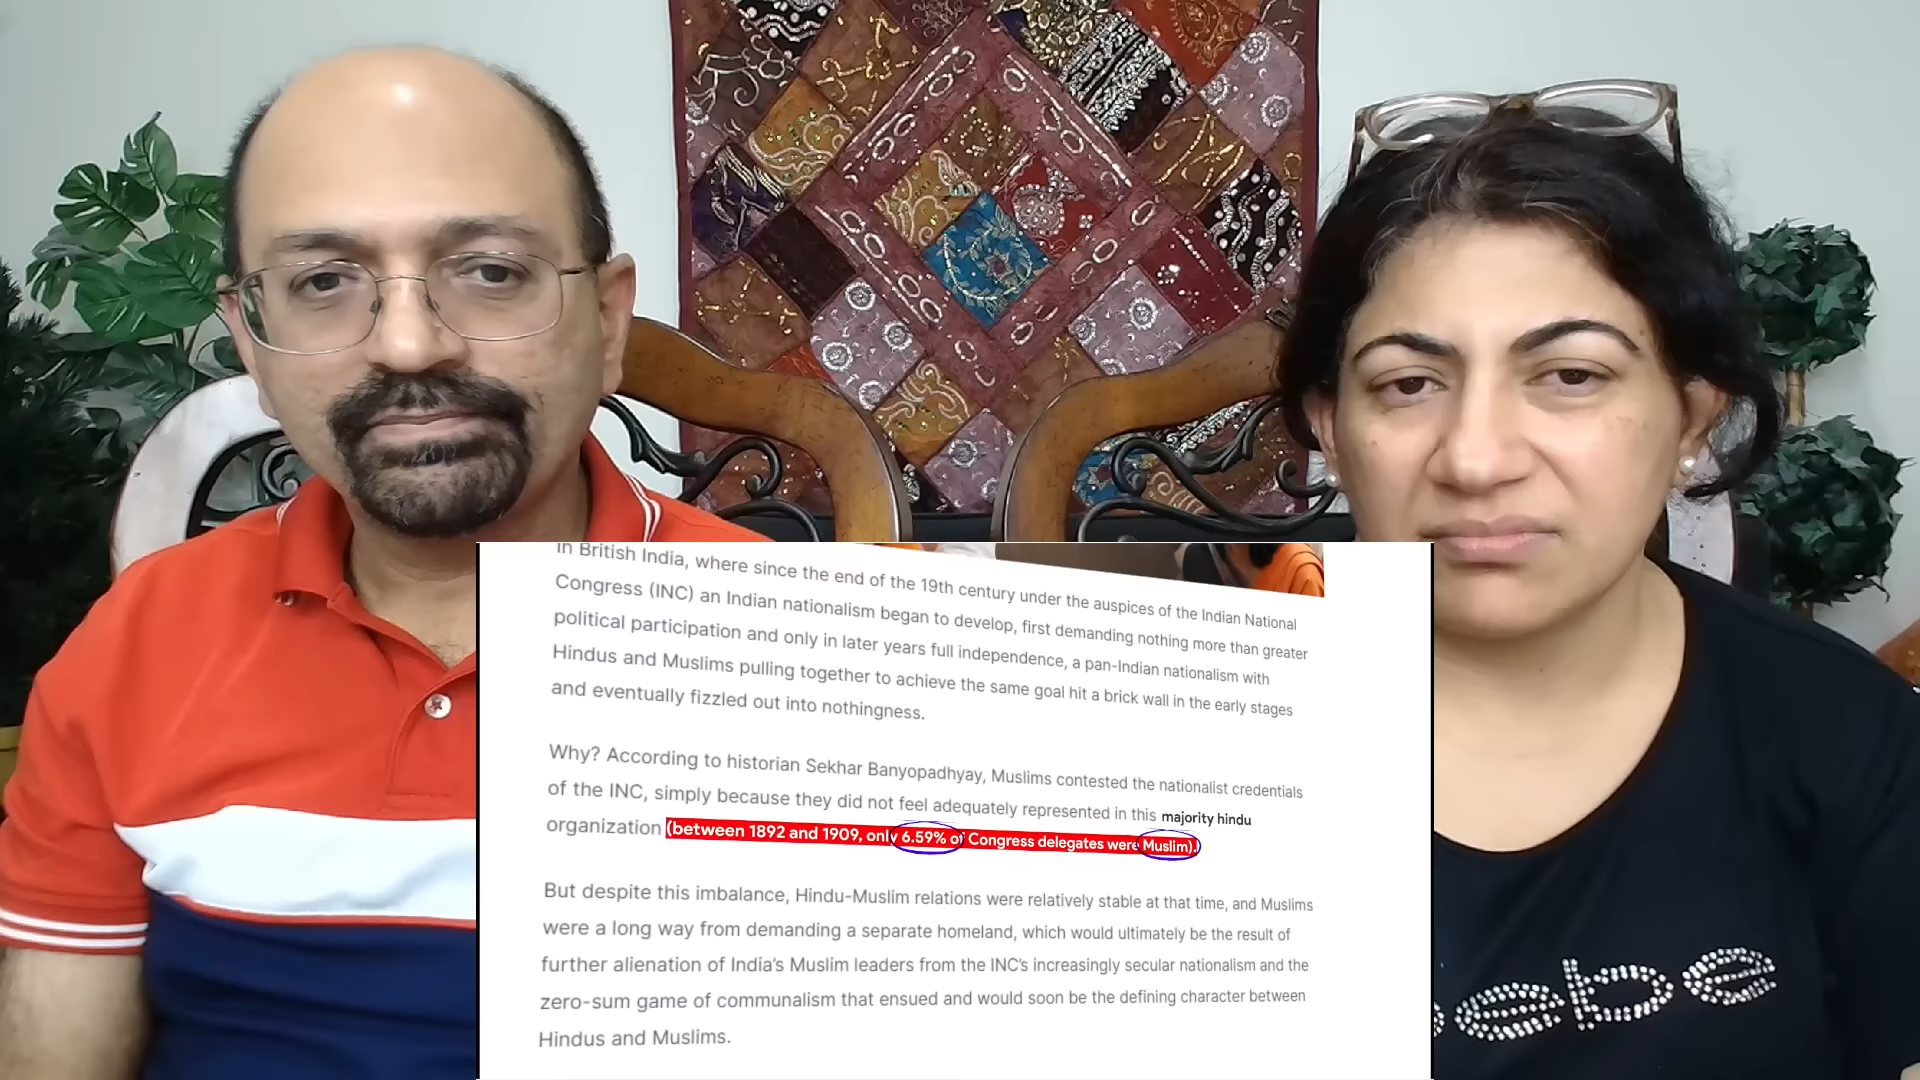 in British India, where since the end of the 19th century under the auspices of the Indian National
Congress (INC) an Indian nationalism began to develop, first demanding nothing more than greater
political participation and only in later years full independence, a pan-Indian nationalism with
Hindus and Muslims pulling together to achieve the same goal hit a brick wall in the early stages
and eventually fizzled out into nothingness.
Why? According to historian Sekhar Banyopadhyay, Muslims contested the nationalist credentials
of the INC, simply because they did not feel adequately represented in this majority hindu
organization (between 1892 and 1909, only 6.59% of Congress delegates were Muslim).
But despite this imbalance, Hindu-Muslim relations were relatively stable at that time, and Muslims
were a long way from demanding a separate homeland, which would ultimately be the result of
further alienation of India's Muslim leaders from the INC's increasingly secular nationalism and the
zero-sum game of communalism that ensued and would soon be the defining character between
Hindus and Muslims.
bebe